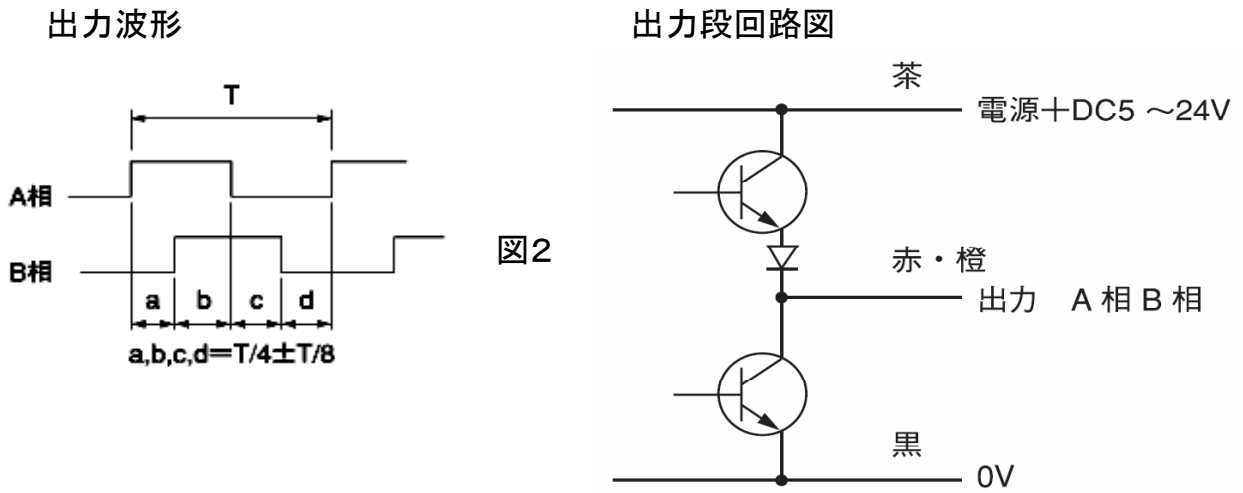 出力波形
T
A相
B相
a b c d
a,b,c,d=T/4±T/8
図2
出力段回路図
茶
電源＋DC5 ～24V
赤・橙
出力 A 相 B 相
黒
0V